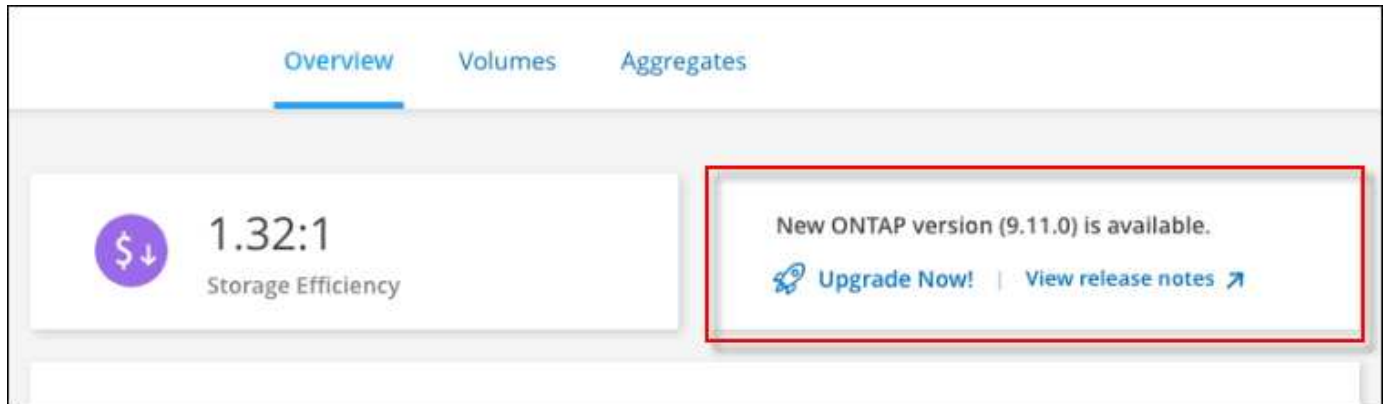 Overview Volumes Aggregates
$↓
1.32:1
Storage Efficiency
New ONTAP version (9.11.0) is available.
Upgrade Now! | View release notes